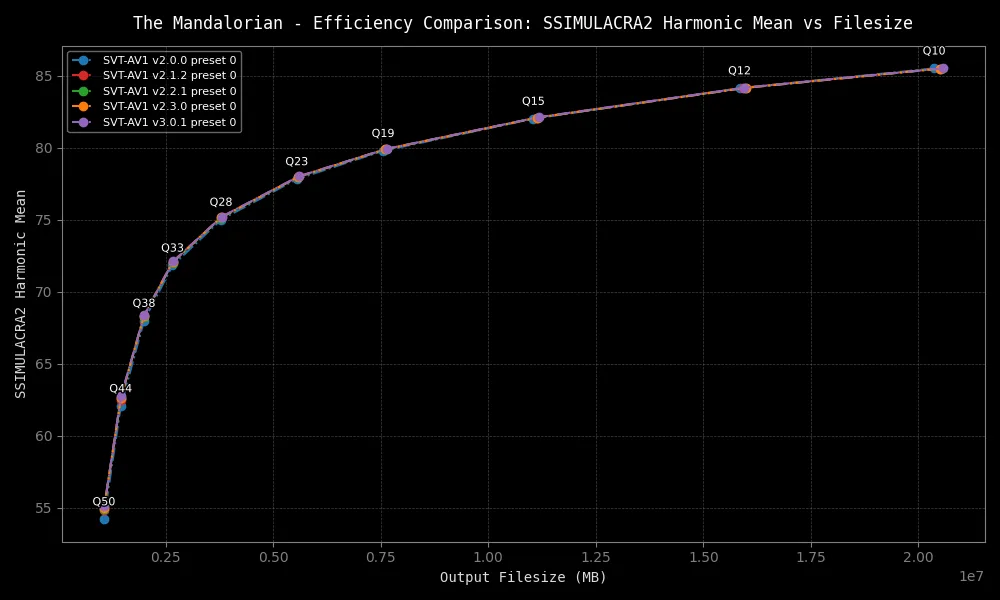 The Mandalorian - Efficiency Comparison: SSIMULACRA2 Harmonic Mean vs Filesize
SVT-AV1 v2.0.0 preset 0
SVT-AV1 v2.1.2 preset 0
SVT-AV1 v2.2.1 preset 0
SVT-AV1 v2.3.0 preset 0
SVT-AV1 v3.0.1 preset 0
Q10
Q12
Q15
Q19
Q23
Q28
Q33
Q38
Q44
Q50
85
80
75
70
65
60
55
SSIMULACRA2 Harmonic Mean
0.25 0.50 0.75 1.00 1.25 1.50 1.75 2.00
1e7
Output Filesize (MB)